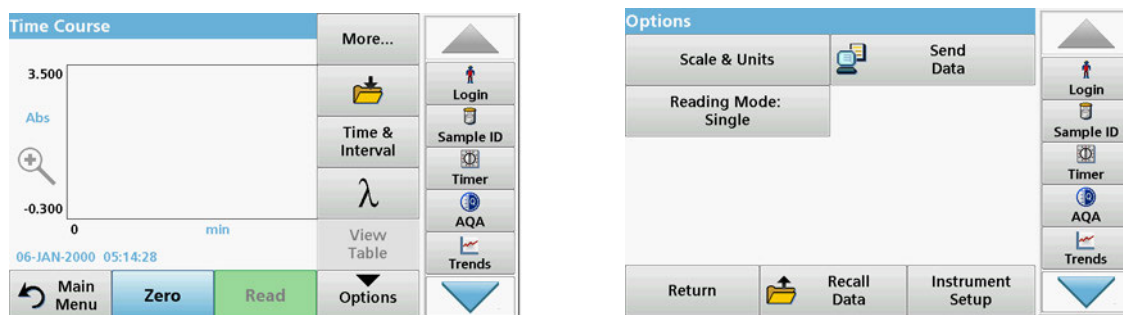 Time Course
More...
3.500
Abs
Time &
Interval
λ
-0.300
0
min
View
Table
06-JAN-2000 05:14:28
Main
Menu
Zero
Read
Options
Login
Sample ID
Timer
AQA
Trends
Options
Scale & Units
Send
Data
Reading Mode:
Single
Return
Recall
Data
Instrument
Setup
Login
Sample ID
Timer
AQA
Trends